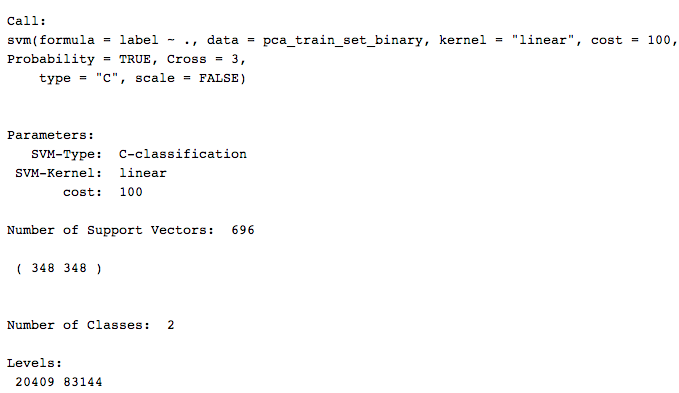 Call:
svm(formula = label ~ ., data = pca_train_set_binary, kernel = "linear", cost = 100,
Probability = TRUE, Cross = 3,
    type = "C", scale = FALSE)
Parameters:
   SVM-Type:  C-classification
 SVM-Kernel:  linear
       cost:  100
Number of Support Vectors:  696
 ( 348 348 )
Number of Classes:  2
Levels:
 20409 83144